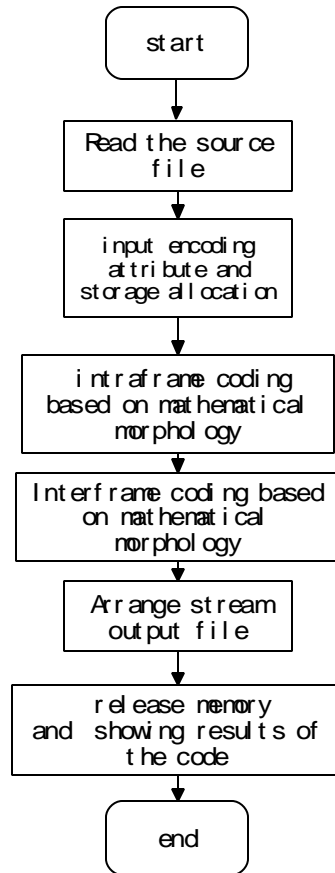 start
Read the source
file
input encoding
attribute and
storage allocation
intraframe coding
based on mathematical
morphology
Interframe coding based
on mathematical
morphology
Arrange stream
output file
release memory
and showing results of
the code
end